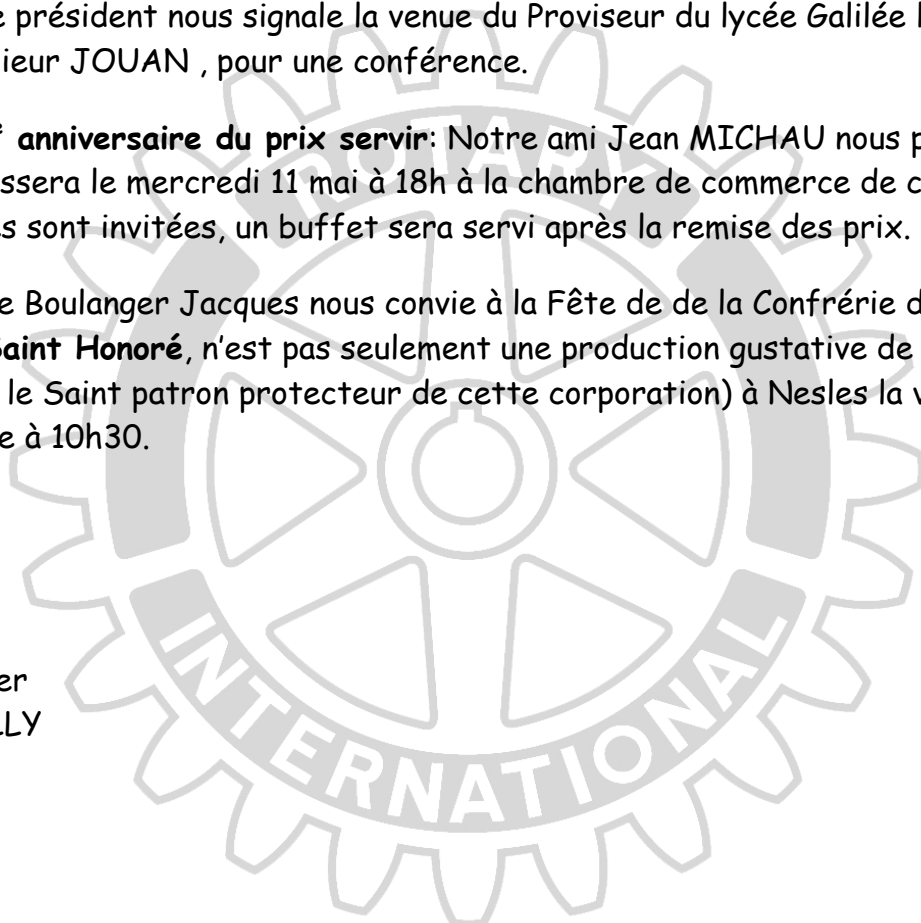 e président nous signale la venue du Proviseur du lycée Galilée
ieur JOUAN , pour une conférence.
e anniversaire du prix servir: Notre ami Jean MICHAU nous p
ssera le mercredi 11 mai à 18h à la chambre de commerce de c
s sont invitées, un buffet sera servi après la remise des prix.
e Boulanger Jacques nous convie à la Fête de de la Confrérie d
Saint Honoré, n'est pas seulement une production gustative de
le Saint patron protecteur de cette corporation) à Nesles la v
e à 10h30.
er
LLY
ROTARY
INTERNATIONAL